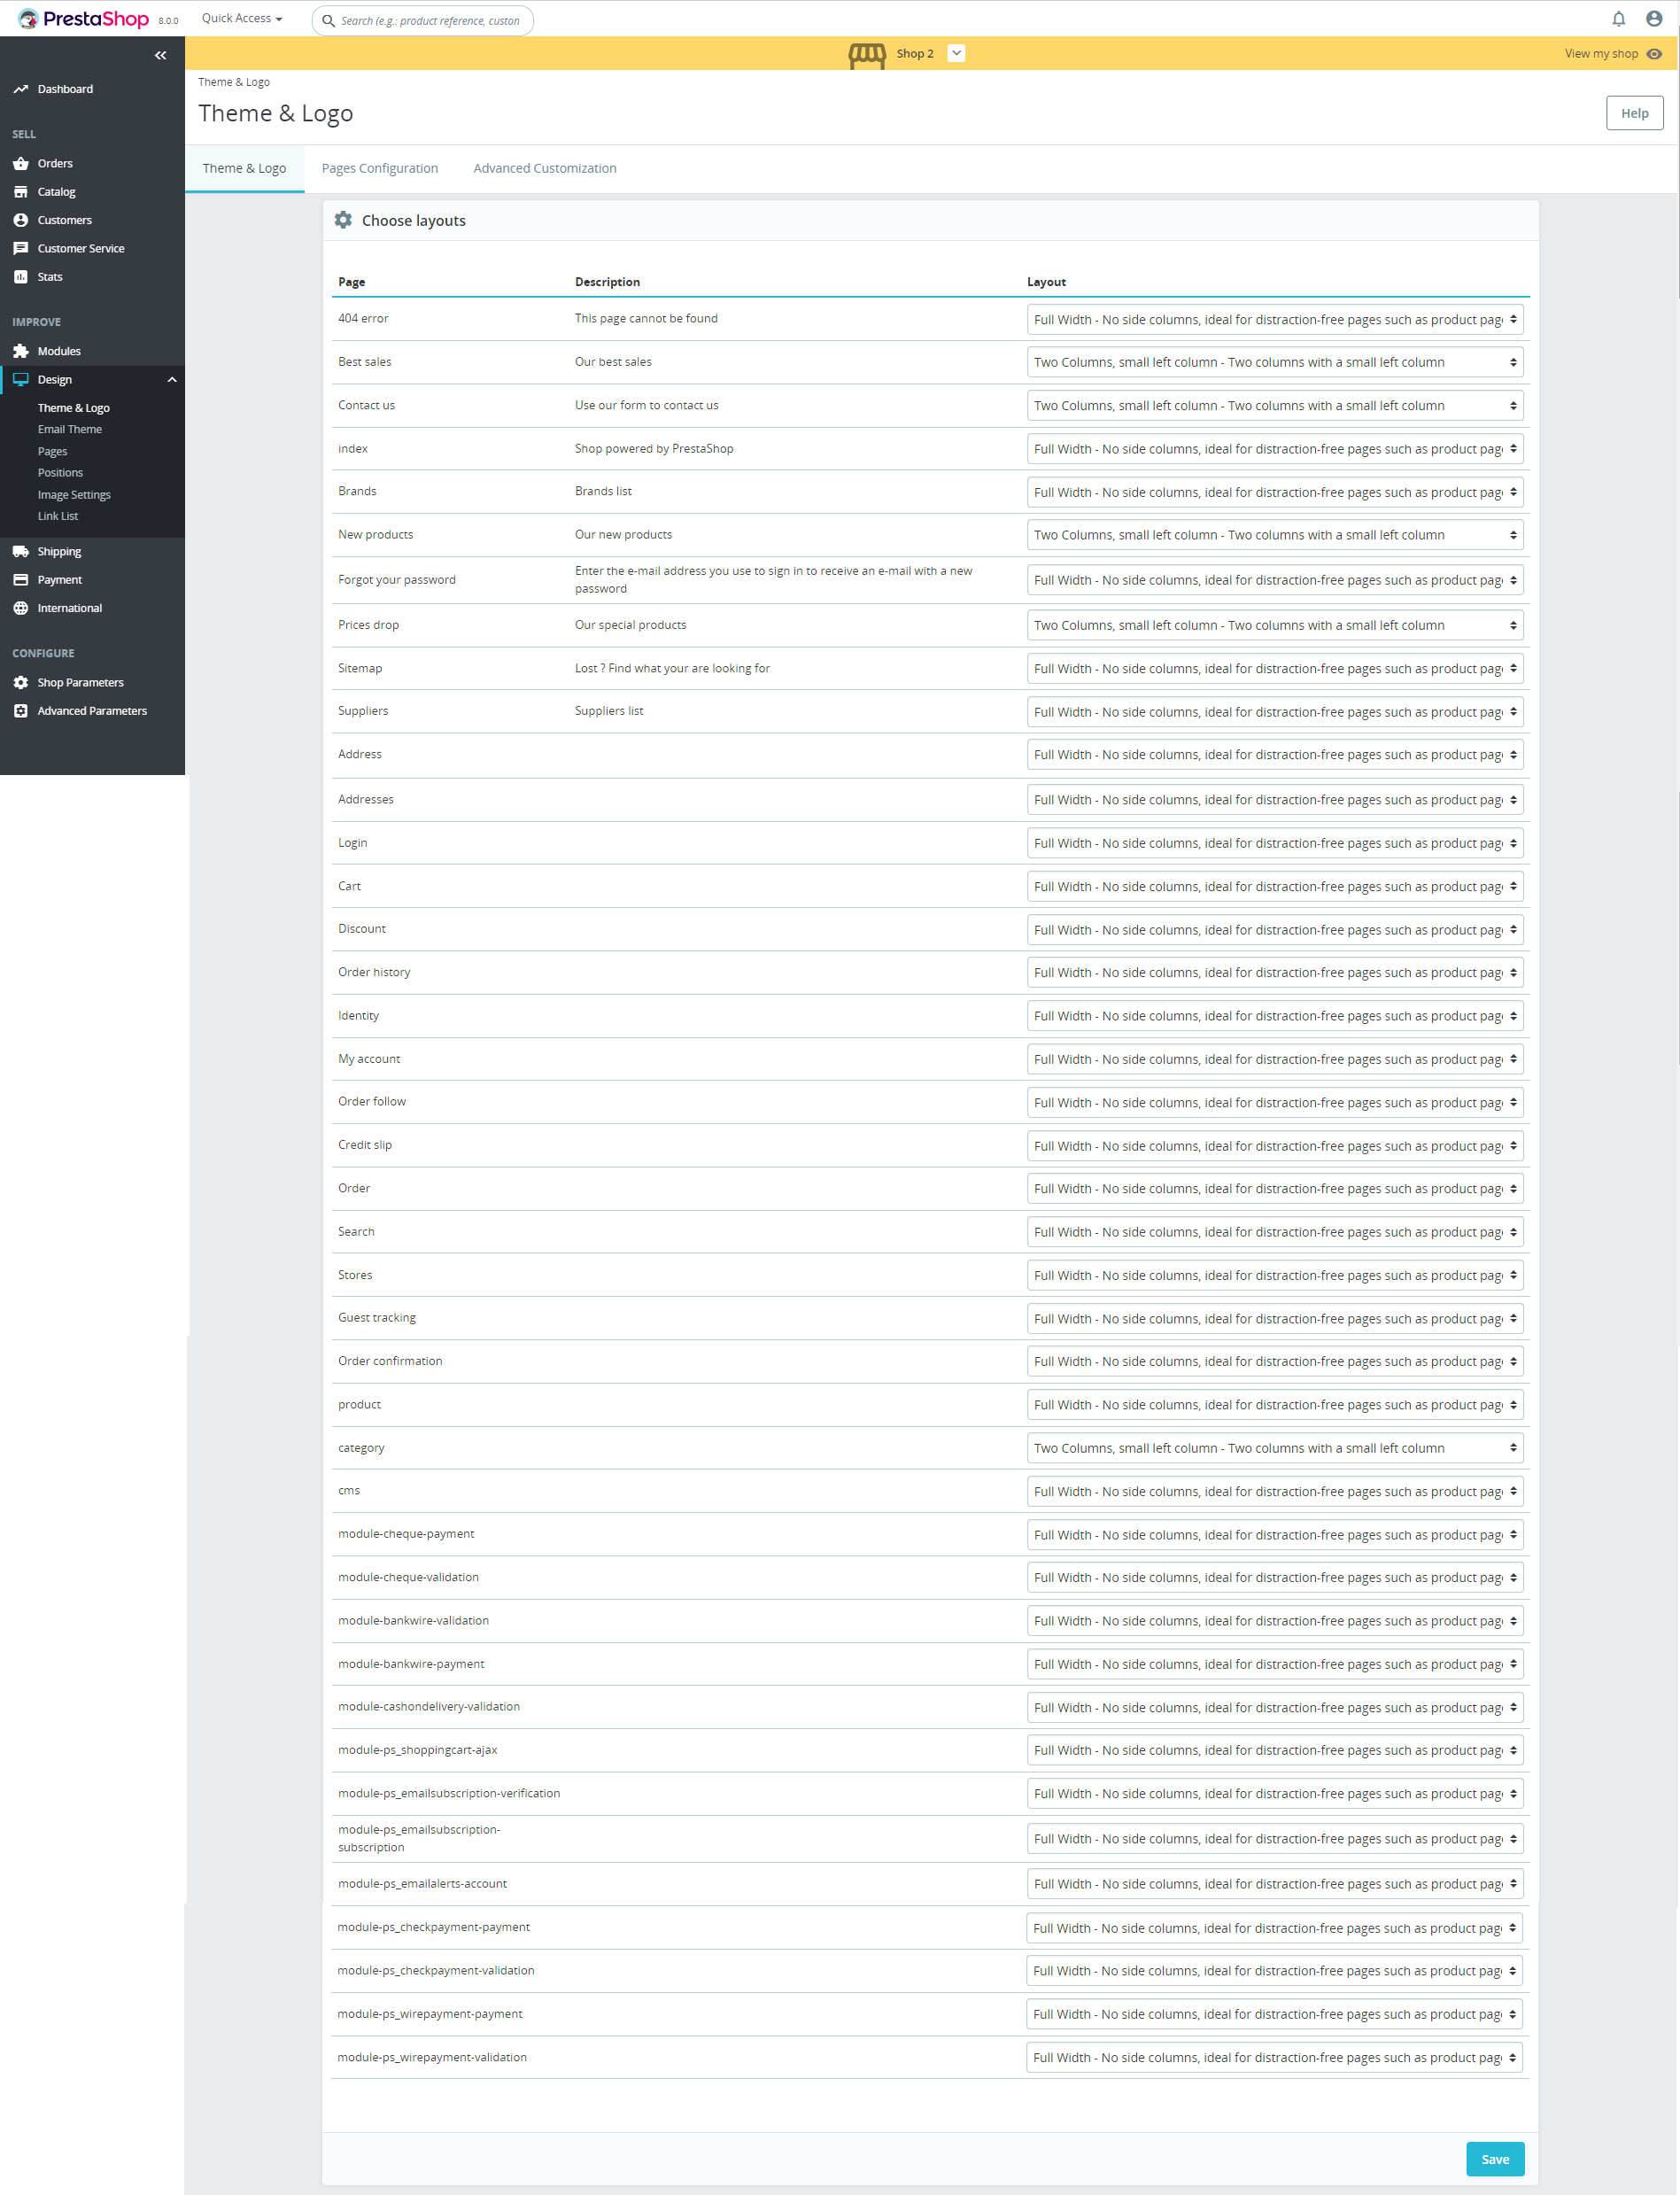 PrestaShop 8.0.0 Quick Access Search (e.g.: product reference, custon
Shop 2 View my shop
Dashboard
SELL
Orders
Catalog
Customers
Customer Service
Stats
IMPROVE
Modules
Design
Theme & Logo
Email Theme
Pages
Positions
Image Settings
Link List
Shipping
Payment
International
CONFIGURE
Shop Parameters
Advanced Parameters
Theme & Logo
Theme & Logo
Help
Theme & Logo Pages Configuration Advanced Customization
Choose layouts
Page Description Layout
404 error This page cannot be found Full Width - No side columns, ideal for distraction-free pages such as product pag
Best sales Our best sales Two Columns, small left column - Two columns with a small left column
Contact us Use our form to contact us Two Columns, small left column - Two columns with a small left column
index Shop powered by PrestaShop Full Width - No side columns, ideal for distraction-free pages such as product pag
Brands Brands list Full Width - No side columns, ideal for distraction-free pages such as product pag
New products Our new products Two Columns, small left column - Two columns with a small left column
Forgot your password Enter the e-mail address you use to sign in to receive an e-mail with a new
password Full Width - No side columns, ideal for distraction-free pages such as product pag
Prices drop Our special products Two Columns, small left column - Two columns with a small left column
Sitemap Lost ? Find what your are looking for Full Width - No side columns, ideal for distraction-free pages such as product pag
Suppliers Suppliers list Full Width - No side columns, ideal for distraction-free pages such as product pag
Address Full Width - No side columns, ideal for distraction-free pages such as product pag
Addresses Full Width - No side columns, ideal for distraction-free pages such as product pag
Login Full Width - No side columns, ideal for distraction-free pages such as product pag
Cart Full Width - No side columns, ideal for distraction-free pages such as product pag
Discount Full Width - No side columns, ideal for distraction-free pages such as product pag
Order history Full Width - No side columns, ideal for distraction-free pages such as product pag
Identity Full Width - No side columns, ideal for distraction-free pages such as product pag
My account Full Width - No side columns, ideal for distraction-free pages such as product pag
Order follow Full Width - No side columns, ideal for distraction-free pages such as product pag
Credit slip Full Width - No side columns, ideal for distraction-free pages such as product pag
Order Full Width - No side columns, ideal for distraction-free pages such as product pag
Search Full Width - No side columns, ideal for distraction-free pages such as product pag
Stores Full Width - No side columns, ideal for distraction-free pages such as product pag
Guest tracking Full Width - No side columns, ideal for distraction-free pages such as product pag
Order confirmation Full Width - No side columns, ideal for distraction-free pages such as product pag
product Full Width - No side columns, ideal for distraction-free pages such as product pag
category Two Columns, small left column - Two columns with a small left column
cms Full Width - No side columns, ideal for distraction-free pages such as product pag
module-cheque-payment Full Width - No side columns, ideal for distraction-free pages such as product pag
module-cheque-validation Full Width - No side columns, ideal for distraction-free pages such as product pag
module-bankwire-validation Full Width - No side columns, ideal for distraction-free pages such as product pag
module-bankwire-payment Full Width - No side columns, ideal for distraction-free pages such as product pag
module-cashondelivery-validation Full Width - No side columns, ideal for distraction-free pages such as product pag
module-ps_shoppingcart-ajax Full Width - No side columns, ideal for distraction-free pages such as product pag
module-ps_emailsubscription-verification Full Width - No side columns, ideal for distraction-free pages such as product pag
module-ps_emailsubscription-
subscription Full Width - No side columns, ideal for distraction-free pages such as product pag
module-ps_emailalerts-account Full Width - No side columns, ideal for distraction-free pages such as product pag
module-ps_checkpayment-payment Full Width - No side columns, ideal for distraction-free pages such as product pag
module-ps_checkpayment-validation Full Width - No side columns, ideal for distraction-free pages such as product pag
module-ps_wirepayment-payment Full Width - No side columns, ideal for distraction-free pages such as product pag
module-ps_wirepayment-validation Full Width - No side columns, ideal for distraction-free pages such as product pag
Save